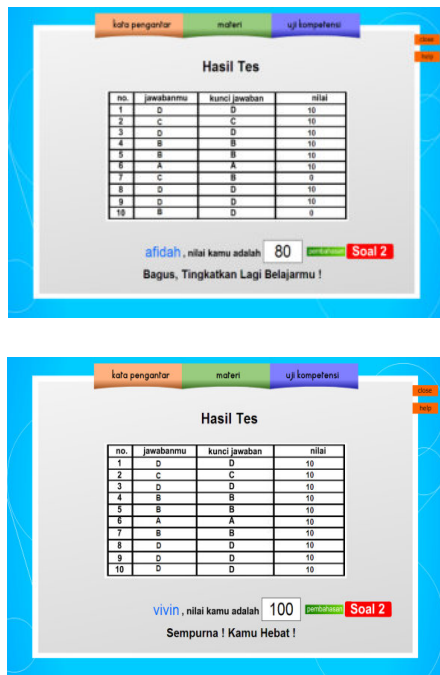 kata pengantar materi uji kompetensi
close
help
Hasil Tes
no. jawabanmu kunci jawaban nilai
1 D D 10
2 C C 10
3 D D 10
4 B B 10
5 B B 10
6 A A 10
7 C B 0
8 D D 10
9 D D 10
10 B D 0
afidah , nilai kamu adalah 80 pembahasan Soal 2
Bagus, Tingkatkan Lagi Belajarmu !
kata pengantar materi uji kompetensi
close
help
Hasil Tes
no. jawabanmu kunci jawaban nilai
1 D D 10
2 C C 10
3 D D 10
4 B B 10
5 B B 10
6 A A 10
7 B B 10
8 D D 10
9 D D 10
10 D D 10
vivin , nilai kamu adalah 100 pembahasan Soal 2
Sempurna ! Kamu Hebat !